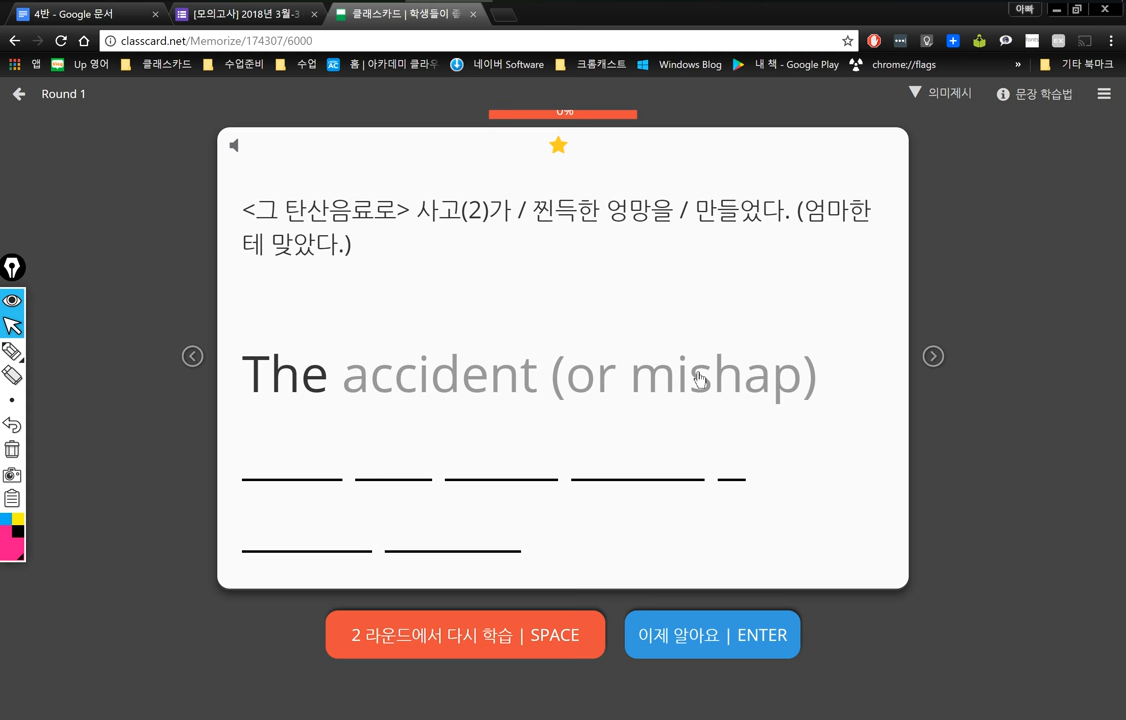 4반 - Google 문서
[모의고사] 2018년 3월-3
클래스카드 | 학생들이 좋
아빠
classcard.net/Memorize/174307/6000
앱
Up 영어
클래스카드
수업준비
수업
홈 | 아카데미 클라우
네이버 Software
크롬캐스트
Windows Blog
내 책 - Google Play
chrome://flags
»
기타 북마크
Round 1
의미제시
문장 학습법
0%
<그 탄산음료로> 사고(2)가 / 찐득한 엉망을 / 만들었다. (엄마한
테 맞았다.)
The accident (or mishap)
2 라운드에서 다시 학습 | SPACE
이제 알아요 | ENTER